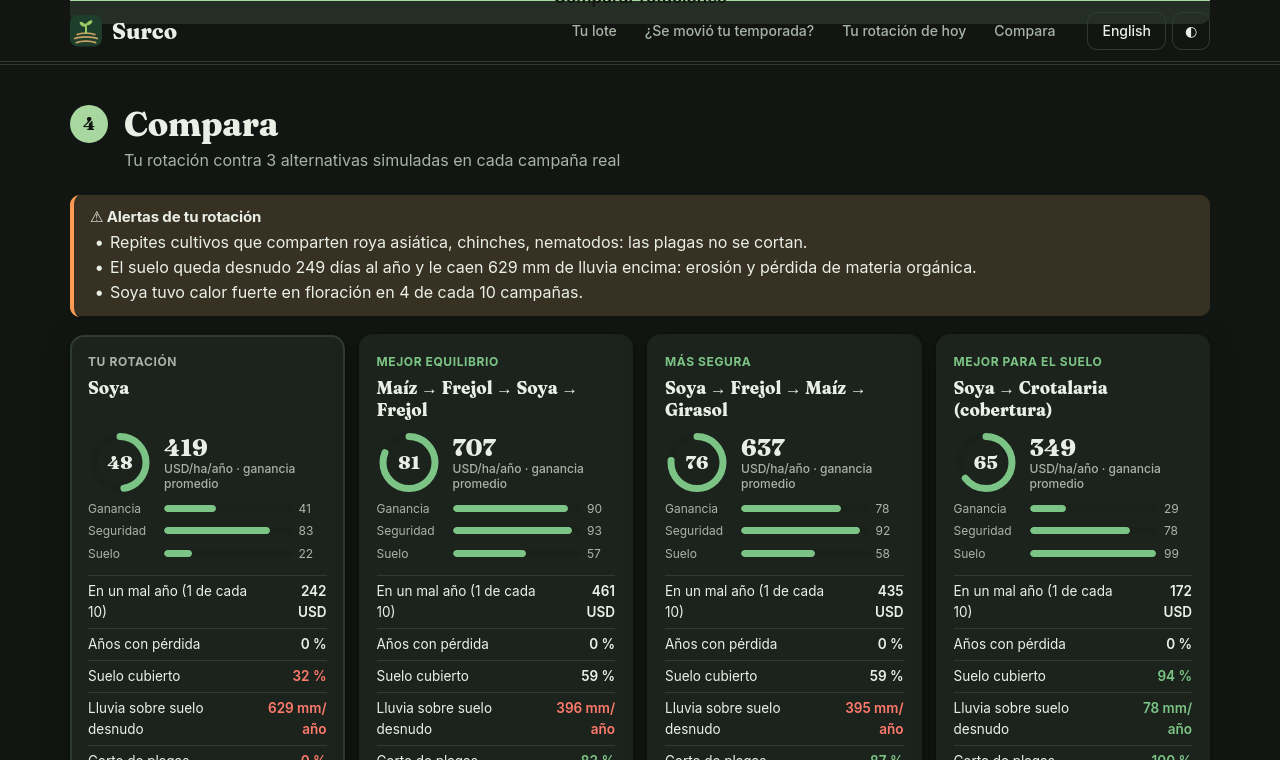 Surco
Tu lote
¿Se movió tu temporada?
Tu rotación de hoy
Compara
English
4
Compara
Tu rotación contra 3 alternativas simuladas en cada campaña real
⚠ Alertas de tu rotación
• Repites cultivos que comparten roya asiática, chinches, nematodos: las plagas no se cortan.
• El suelo queda desnudo 249 días al año y le caen 629 mm de lluvia encima: erosión y pérdida de materia orgánica.
• Soya tuvo calor fuerte en floración en 4 de cada 10 campañas.
TU ROTACIÓN
Soya
48
419
USD/ha/año · ganancia
promedio
Ganancia 41
Seguridad 83
Suelo 22
En un mal año (1 de cada 242
10) USD
Años con pérdida 0 %
Suelo cubierto 32 %
Lluvia sobre suelo 629 mm/
desnudo año
MEJOR EQUILIBRIO
Maíz → Frejol → Soya →
Frejol
81
707
USD/ha/año · ganancia
promedio
Ganancia 90
Seguridad 93
Suelo 57
En un mal año (1 de cada 461
10) USD
Años con pérdida 0 %
Suelo cubierto 59 %
Lluvia sobre suelo 396 mm/
desnudo año
MÁS SEGURA
Soya → Frejol → Maíz →
Girasol
76
637
USD/ha/año · ganancia
promedio
Ganancia 78
Seguridad 92
Suelo 58
En un mal año (1 de cada 435
10) USD
Años con pérdida 0 %
Suelo cubierto 59 %
Lluvia sobre suelo 395 mm/
desnudo año
MEJOR PARA EL SUELO
Soya → Crotalaria
(cobertura)
65
349
USD/ha/año · ganancia
promedio
Ganancia 29
Seguridad 78
Suelo 99
En un mal año (1 de cada 172
10) USD
Años con pérdida 0 %
Suelo cubierto 94 %
Lluvia sobre suelo 78 mm/
desnudo año